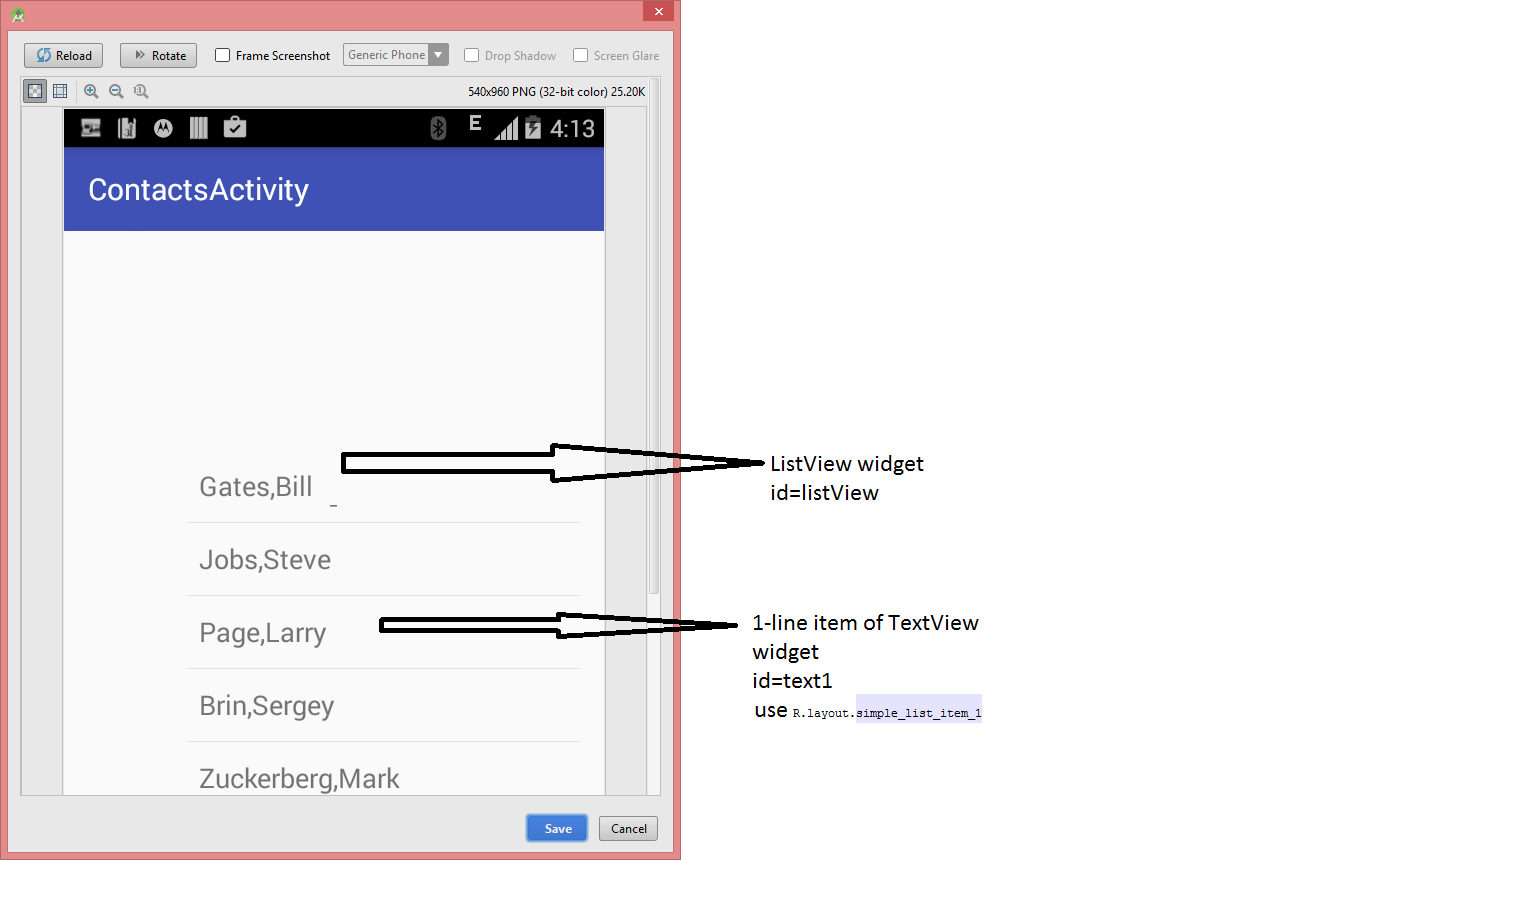 Reload Rotate Frame Screenshot Generic Phone Drop Shadow Screen Glare
540x960 PNG (32-bit color) 25.20K
E 4:13
ContactsActivity
Gates,Bill
Jobs,Steve
Page,Larry
Brin,Sergey
Zuckerberg,Mark
Save Cancel
ListView widget
id=listView
1-line item of TextView
widget
id=text1
use R.layout.simple_list_item_1